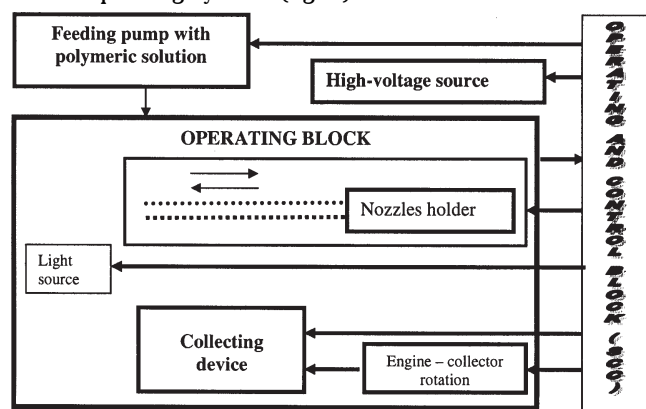 Feeding pump with
polymeric solution
High-voltage source
OPERATING BLOCK
Nozzles holder
Light
source
Collecting
device
Engine – collector
rotation
OPERATING AND CONTROL BLOCK